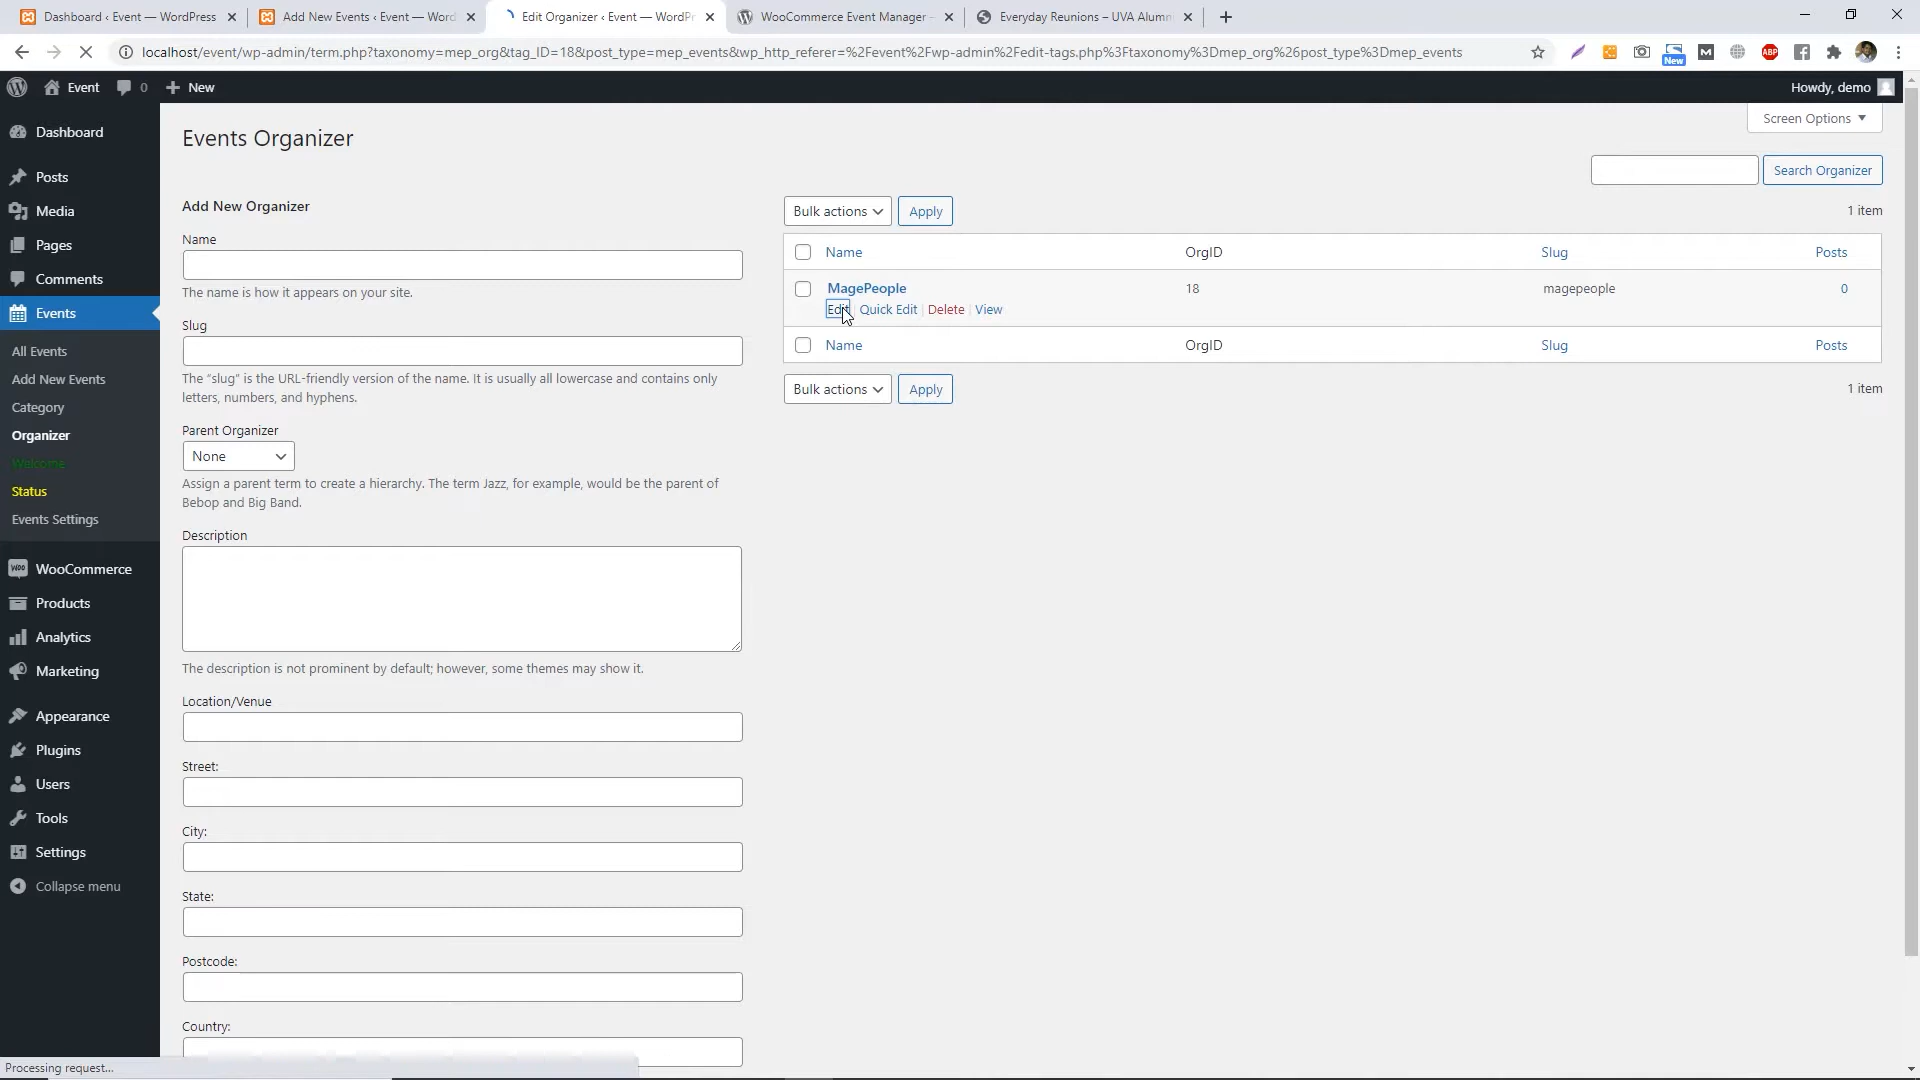 Dashboard ‹ Event — WordPress
Add New Events ‹ Event — Word
Edit Organizer ‹ Event — WordPr
WooCommerce Event Manager –
Everyday Reunions – UVA Alumn
localhost/event/wp-admin/term.php?taxonomy=mep_org&tag_ID=18&post_type=mep_events&wp_http_referer=%2Fevent%2Fwp-admin%2Fedit-tags.php%3Ftaxonomy%3Dmep_org%26post_type%3Dmep_events
New
M
ABP
Event
0
New
Howdy, demo
Dashboard
Posts
Media
Pages
Comments
Events
All Events
Add New Events
Category
Organizer
Welcome
Status
Events Settings
WooCommerce
Products
Analytics
Marketing
Appearance
Plugins
Users
Tools
Settings
Collapse menu
Events Organizer
Screen Options
Search Organizer
Add New Organizer
Name
The name is how it appears on your site.
Slug
The “slug” is the URL-friendly version of the name. It is usually all lowercase and contains only
letters, numbers, and hyphens.
Parent Organizer
None
Assign a parent term to create a hierarchy. The term Jazz, for example, would be the parent of
Bebop and Big Band.
Description
The description is not prominent by default; however, some themes may show it.
Location/Venue
Street:
City:
State:
Postcode:
Country:
Bulk actions
Apply
1 item
Name OrgID Slug Posts
MagePeople 18 magepeople 0
Edit | Quick Edit | Delete | View
Name OrgID Slug Posts
Bulk actions
Apply
1 item
Processing request...